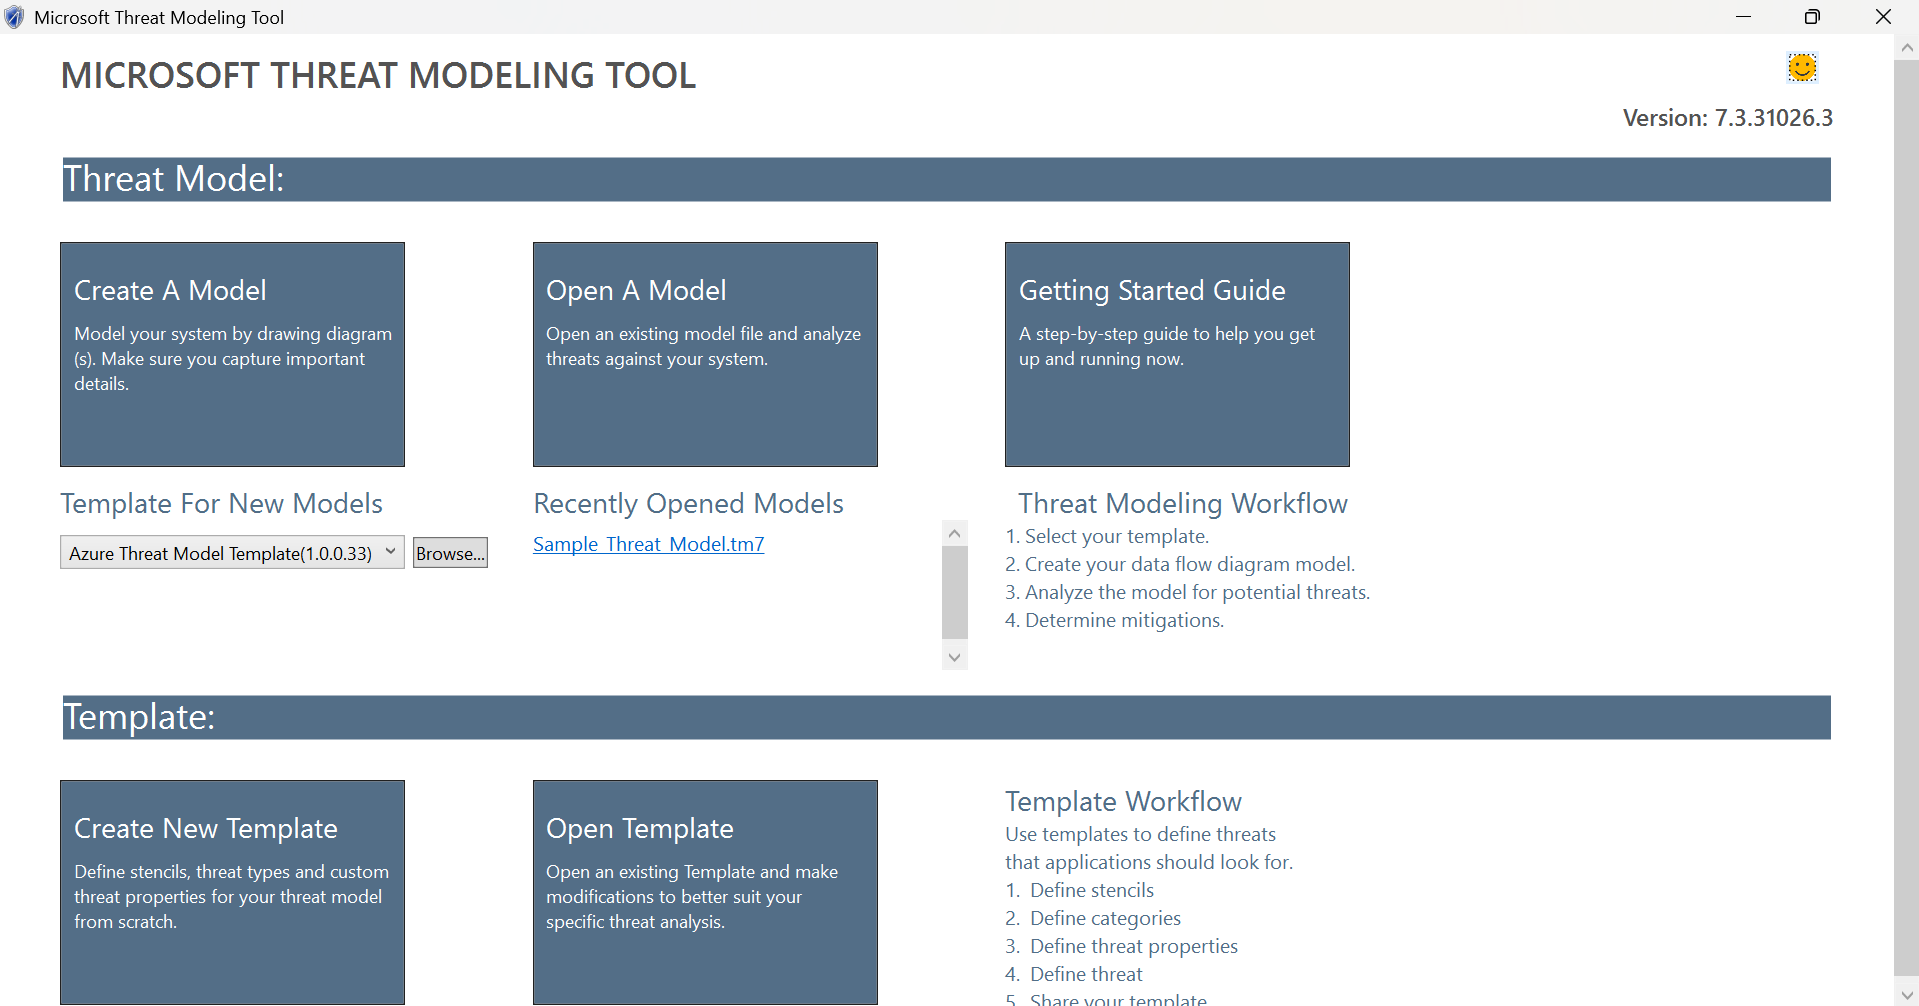 Microsoft Threat Modeling Tool
MICROSOFT THREAT MODELING TOOL
Version: 7.3.31026.3
Threat Model:
Create A Model
Model your system by drawing diagram
(s). Make sure you capture important
details.
Open A Model
Open an existing model file and analyze
threats against your system.
Getting Started Guide
A step-by-step guide to help you get
up and running now.
Template For New Models
Azure Threat Model Template(1.0.0.33)
Browse...
Recently Opened Models
Sample Threat Model.tm7
Threat Modeling Workflow
1. Select your template.
2. Create your data flow diagram model.
3. Analyze the model for potential threats.
4. Determine mitigations.
Template:
Create New Template
Define stencils, threat types and custom
threat properties for your threat model
from scratch.
Open Template
Open an existing Template and make
modifications to better suit your
specific threat analysis.
Template Workflow
Use templates to define threats
that applications should look for.
1. Define stencils
2. Define categories
3. Define threat properties
4. Define threat
5. Share your template